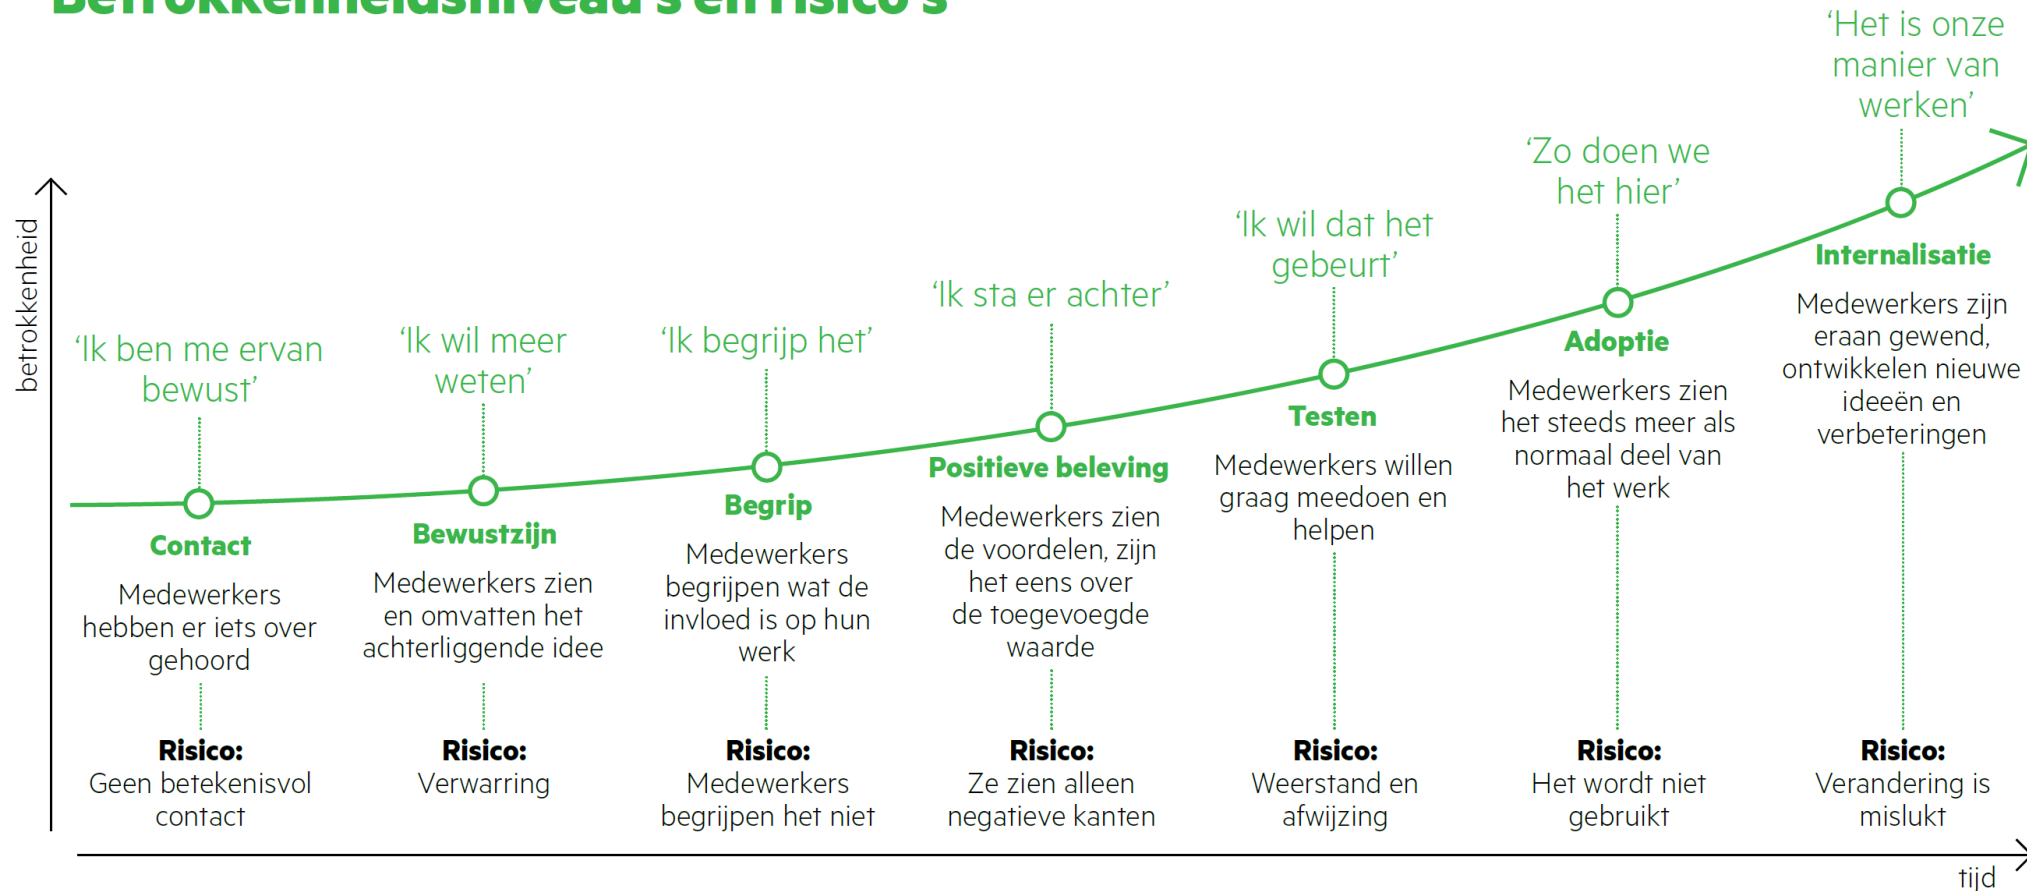 Betrokkenheidsniveau's en risico's
betrokkenheid
'Ik ben me ervan
bewust'
Contact
Medewerkers
hebben er iets over
gehoord
Risico:
Geen betekenisvol
contact
'Ik wil meer
weten'
Bewustzijn
Medewerkers zien
en omvatten het
achterliggende idee
Risico:
Verwarring
'Ik begrijp het'
Begrip
Medewerkers
begrijpen wat de
invloed is op hun
werk
Risico:
Medewerkers
begrijpen het niet
'Ik sta er achter'
Positieve beleving
Medewerkers zien
de voordelen, zijn
het eens over
de toegevoegde
waarde
Risico:
Ze zien alleen
negatieve kanten
'Ik wil dat het
gebeurt'
Testen
Medewerkers willen
graag meedoen en
helpen
Risico:
Weerstand en
afwijzing
'Zo doen we
het hier'
Adoptie
Medewerkers zien
het steeds meer als
normaal deel van
het werk
Risico:
Het wordt niet
gebruikt
'Het is onze
manier van
werken'
Internalisatie
Medewerkers zijn
eraan gewend,
ontwikkelen nieuwe
ideeën en
verbeteringen
Risico:
Verandering is
mislukt
tijd